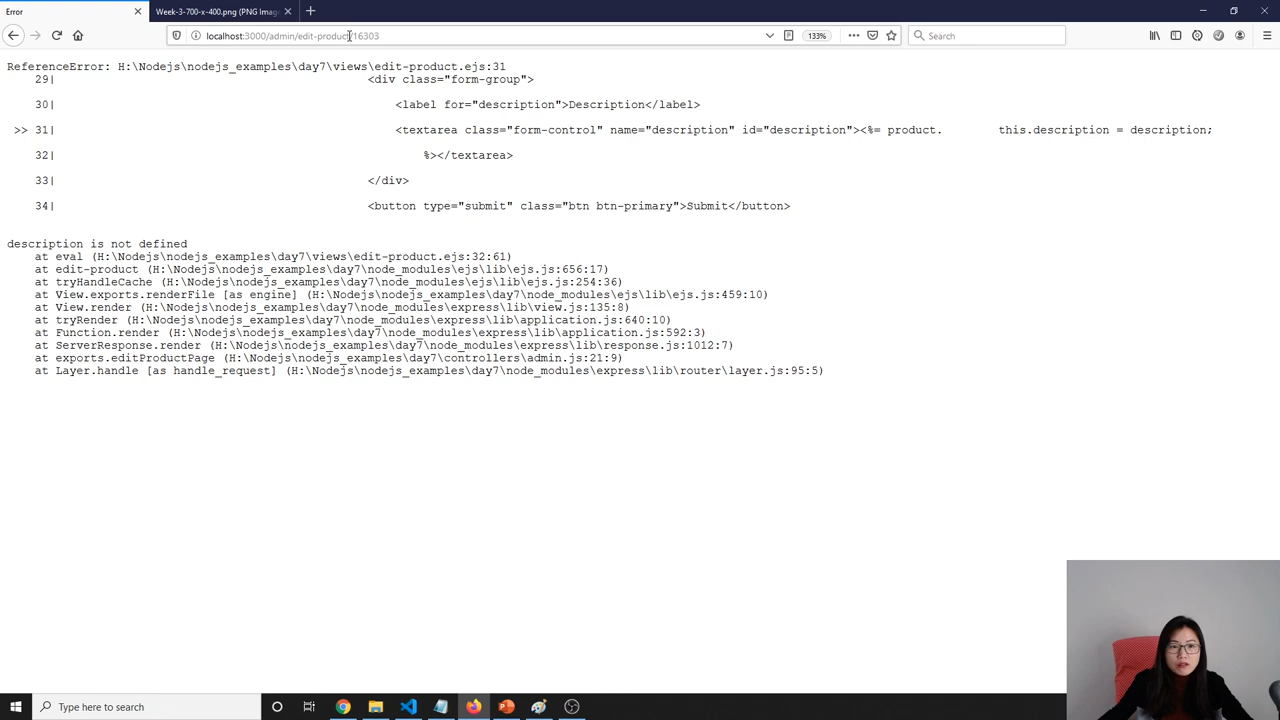 Error
Week-3-700-x-400.png (PNG Imag
localhost:3000/admin/edit-product/16303
133%
Search
ReferenceError: H:\Nodejs\nodejs_examples\day7\views\edit-product.ejs:31
29| <div class="form-group">
30| <label for="description">Description</label>
>> 31| <textarea class="form-control" name="description" id="description"><%= product. this.description = description;
32| %></textarea>
33| </div>
34| <button type="submit" class="btn btn-primary">Submit</button>
description is not defined
at eval (H:\Nodejs\nodejs_examples\day7\views\edit-product.ejs:32:61)
at edit-product (H:\Nodejs\nodejs_examples\day7\node_modules\ejs\lib\ejs.js:656:17)
at tryHandleCache (H:\Nodejs\nodejs_examples\day7\node_modules\ejs\lib\ejs.js:254:36)
at View.exports.renderFile [as engine] (H:\Nodejs\nodejs_examples\day7\node_modules\ejs\lib\ejs.js:459:10)
at View.render (H:\Nodejs\nodejs_examples\day7\node_modules\express\lib\view.js:135:8)
at tryRender (H:\Nodejs\nodejs_examples\day7\node_modules\express\lib\application.js:640:10)
at Function.render (H:\Nodejs\nodejs_examples\day7\node_modules\express\lib\application.js:592:3)
at ServerResponse.render (H:\Nodejs\nodejs_examples\day7\node_modules\express\lib\response.js:1012:7)
at exports.editProductPage (H:\Nodejs\nodejs_examples\day7\controllers\admin.js:21:9)
at Layer.handle [as handle_request] (H:\Nodejs\nodejs_examples\day7\node_modules\express\lib\router\layer.js:95:5)
Type here to search